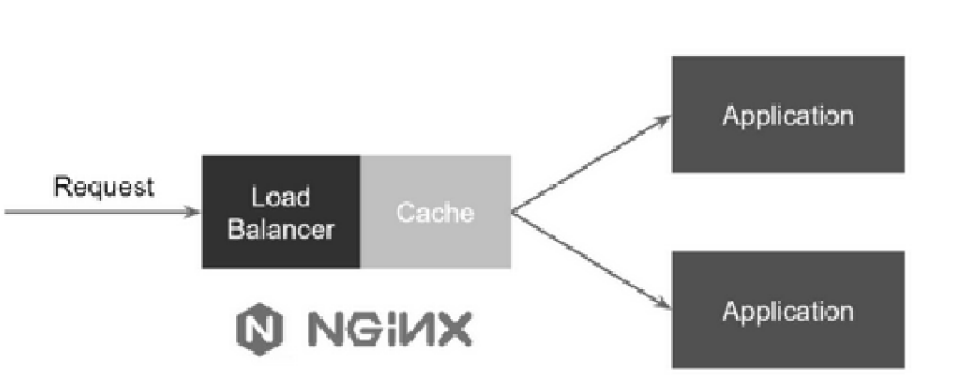 Request
Load
Balancer
Cache
Application
Application
N NGiNX